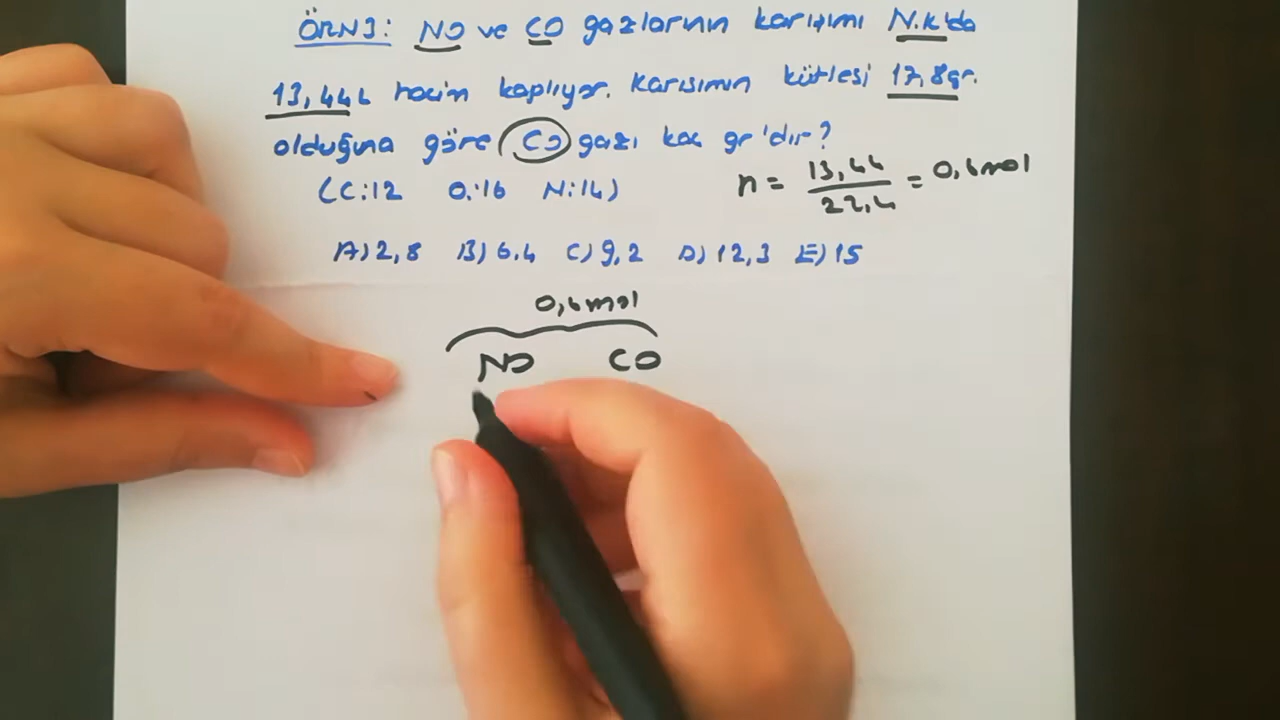 ÖRN3: NO ve CO gazlarının karışımı N.K'da
13,44L hacim kaplıyor. Karışımın kütlesi 17,8gr.
olduğuna göre CO gazı kaç gr'dır?
(C:12 O:16 N:14)
n = 13,44 / 22,4 = 0,6mol
A) 2,8 B) 6.4 C) 9,2 D) 12,3 E) 15
0,6mol
NO CO